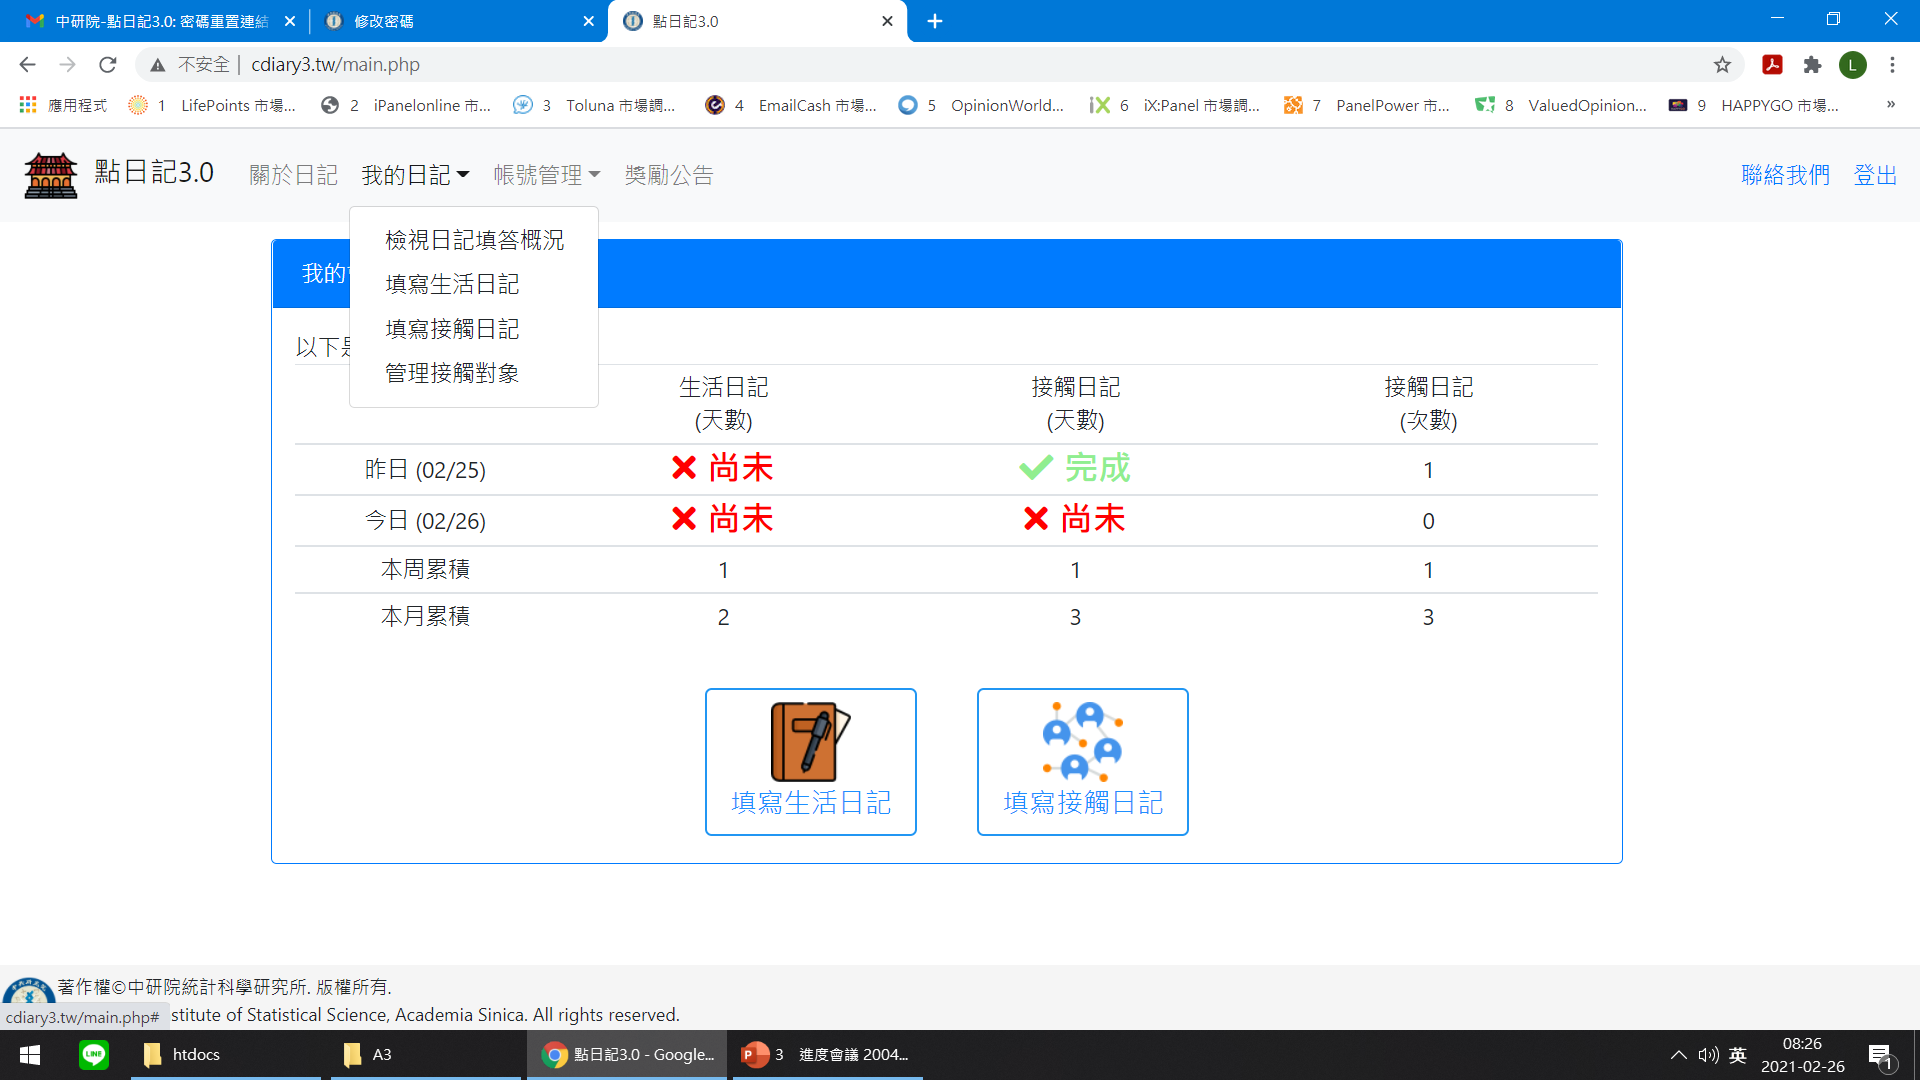 中研院-點日記3.0: 密碼重置連結
修改密碼
點日記3.0
不安全 | cdiary3.tw/main.php
應用程式
1 LifePoints 市場...
2 iPanelonline 市...
3 Toluna 市場調...
4 EmailCash 市場...
5 OpinionWorld...
6 iX:Panel 市場調...
7 PanelPower 市...
8 ValuedOpinion...
9 HAPPYGO 市場...
»
L
點日記3.0
關於日記
我的日記
帳號管理
獎勵公告
聯絡我們
登出
檢視日記填答概況
填寫生活日記
填寫接觸日記
管理接觸對象
我的
以下是
生活日記
(天數)
接觸日記
(天數)
接觸日記
(次數)
昨日 (02/25) 尚未 完成 1
今日 (02/26) 尚未 尚未 0
本周累積 1 1 1
本月累積 2 3 3
填寫生活日記
填寫接觸日記
著作權©中研院統計科學研究所. 版權所有.
cdiary3.tw/main.php#
stitute of Statistical Science, Academia Sinica. All rights reserved.
LINE
htdocs
A3
點日記3.0 - Google...
P
3 進度會議 2004...
英
08:26
2021-02-26
1